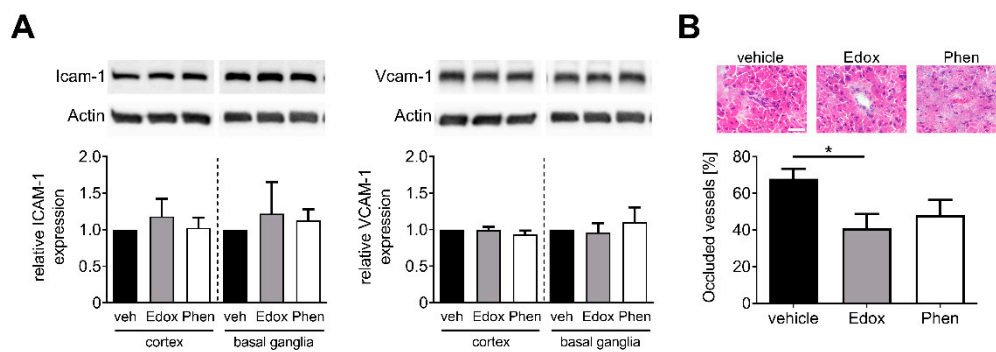 A
Icam-1
Actin
2.0
1.5
1.0
0.5
0
relative ICAM-1
expression
veh Edox Phen veh Edox Phen
cortex basal ganglia
Vcam-1
Actin
2.0
1.5
1.0
0.5
0
relative VCAM-1
expression
veh Edox Phen veh Edox Phen
cortex basal ganglia
B
vehicle Edox Phen
*
80
60
40
20
0
Occluded vessels [%]
vehicle Edox Phen